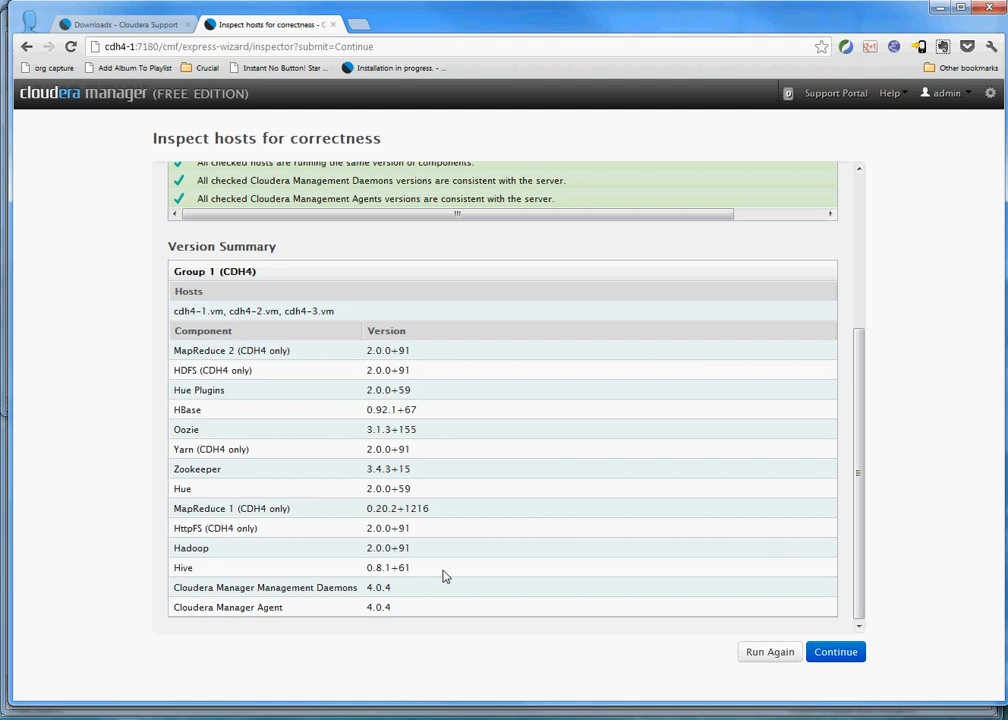 Downloads - Cloudera Support
Inspect hosts for correctness - C
cdh4-1:7180/cmf/express-wizard/inspector?submit=Continue
org capture
Add Album To Playlist
Crucial
Instant No Button! Star ...
Installation in progress. - ...
Other bookmarks
cloudera manager (FREE EDITION)
Support Portal
Help
admin
Inspect hosts for correctness
All checked hosts are running the same version of components.
All checked Cloudera Management Daemons versions are consistent with the server.
All checked Cloudera Management Agents versions are consistent with the server.
Version Summary
Group 1 (CDH4)
Hosts
cdh4-1.vm, cdh4-2.vm, cdh4-3.vm
Component Version
MapReduce 2 (CDH4 only) 2.0.0+91
HDFS (CDH4 only) 2.0.0+91
Hue Plugins 2.0.0+59
HBase 0.92.1+67
Oozie 3.1.3+155
Yarn (CDH4 only) 2.0.0+91
Zookeeper 3.4.3+15
Hue 2.0.0+59
MapReduce 1 (CDH4 only) 0.20.2+1216
HttpFS (CDH4 only) 2.0.0+91
Hadoop 2.0.0+91
Hive 0.8.1+61
Cloudera Manager Management Daemons 4.0.4
Cloudera Manager Agent 4.0.4
Run Again
Continue